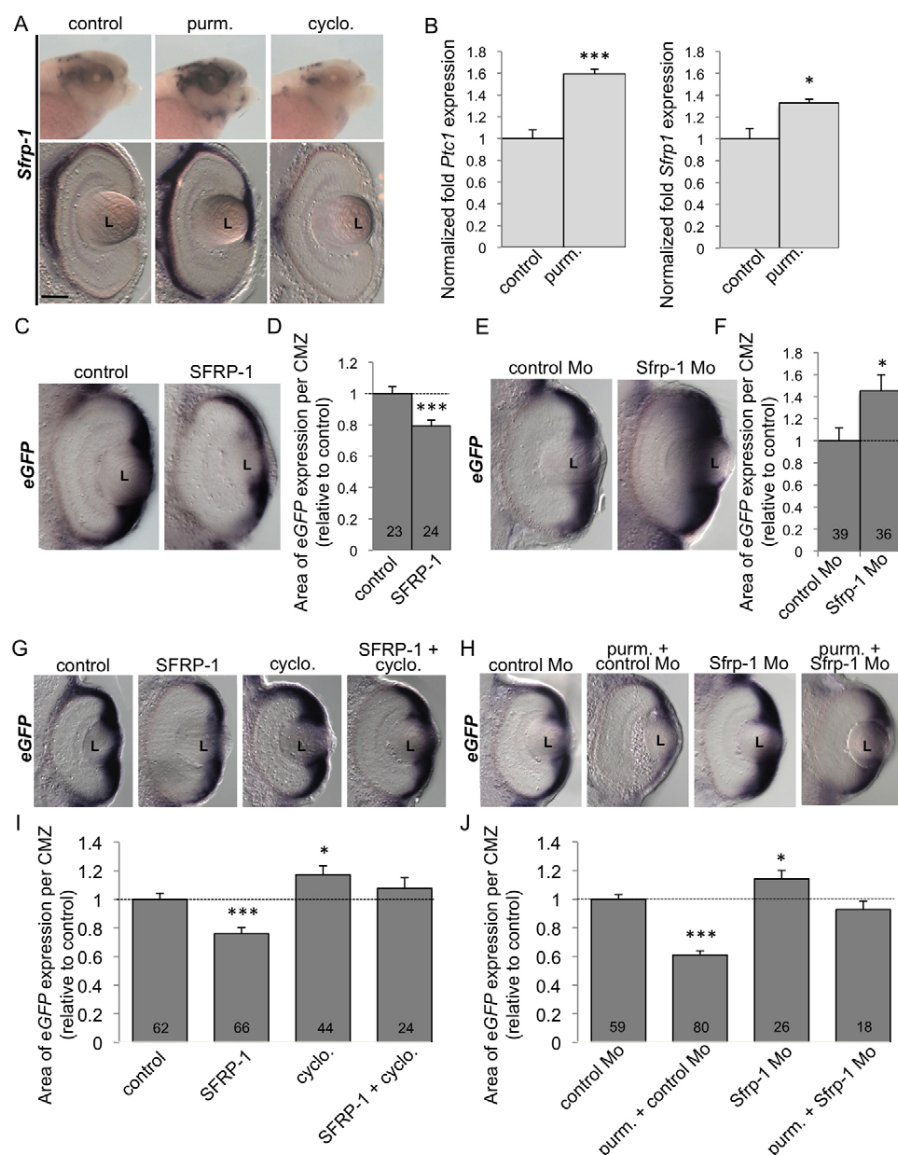 A
control purm. cyclo.
Sfrp-1
L L L
B
Normalized fold Ptc1 expression
1.8
1.6
1.4
1.2
1
0.8
0.6
0.4
0.2
0
***
control
purm.
Normalized fold Sfrp1 expression
1.8
1.6
1.4
1.2
1
0.8
0.6
0.4
0.2
0
*
control
purm.
C
control SFRP-1
eGFP
L L
D
Area of eGFP expression per CMZ
(relative to control)
1.2
1
0.8
0.6
0.4
0.2
0
***
23 24
control
SFRP-1
E
control Mo Sfrp-1 Mo
eGFP
L L
F
Area of eGFP expression per CMZ
(relative to control)
1.8
1.6
1.4
1.2
1
0.8
0.6
0.4
0.2
0
*
39 36
control Mo
Sfrp-1 Mo
G
control SFRP-1 cyclo. SFRP-1 +
cyclo.
eGFP
L L L L
H
control Mo purm. +
control Mo Sfrp-1 Mo purm. +
Sfrp-1 Mo
eGFP
L L L L
I
Area of eGFP expression per CMZ
(relative to control)
1.4
1.2
1
0.8
0.6
0.4
0.2
0
***
*
62 66 44 24
control
SFRP-1
cyclo.
SFRP-1 + cyclo.
J
Area of eGFP expression per CMZ
(relative to control)
1.4
1.2
1
0.8
0.6
0.4
0.2
0
***
*
59 80 26 18
control Mo
purm. + control Mo
Sfrp-1 Mo
purm. + Sfrp-1 Mo